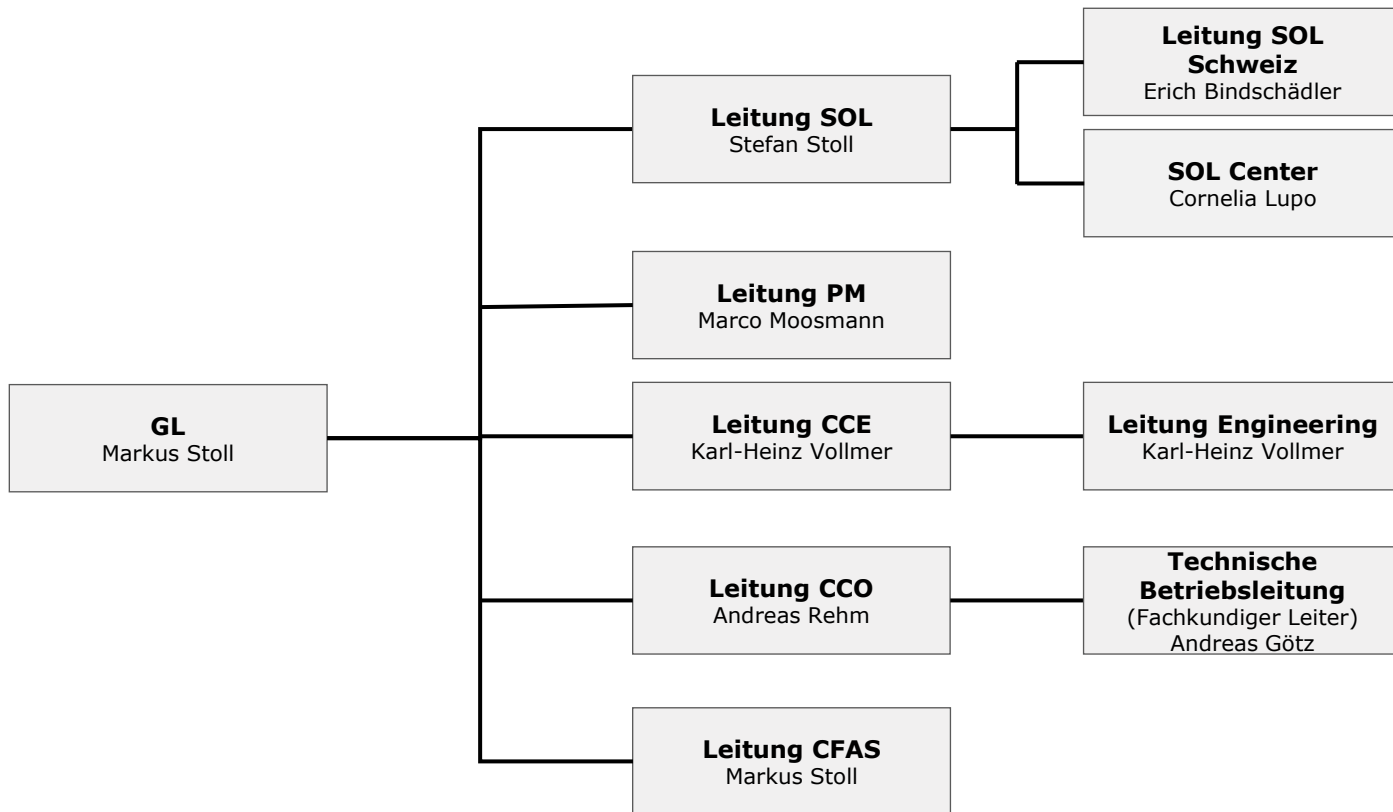 GL
Markus Stoll
Leitung SOL
Stefan Stoll
Leitung SOL
Schweiz
Erich Bindschädler
SOL Center
Cornelia Lupo
Leitung PM
Marco Moosmann
Leitung CCE
Karl-Heinz Vollmer
Leitung Engineering
Karl-Heinz Vollmer
Leitung CCO
Andreas Rehm
Technische
Betriebsleitung
(Fachkundiger Leiter)
Andreas Götz
Leitung CFAS
Markus Stoll